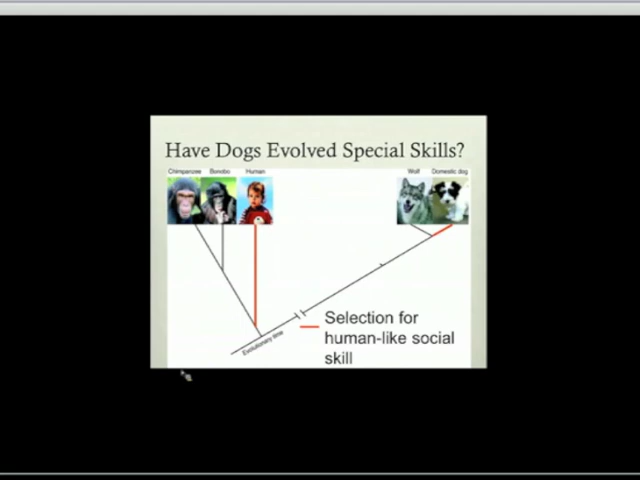 Have Dogs Evolved Special Skills?
Chimpanzee Bonobo Human Wolf Domestic dog
Evolutionary time
Selection for
human-like social
skill